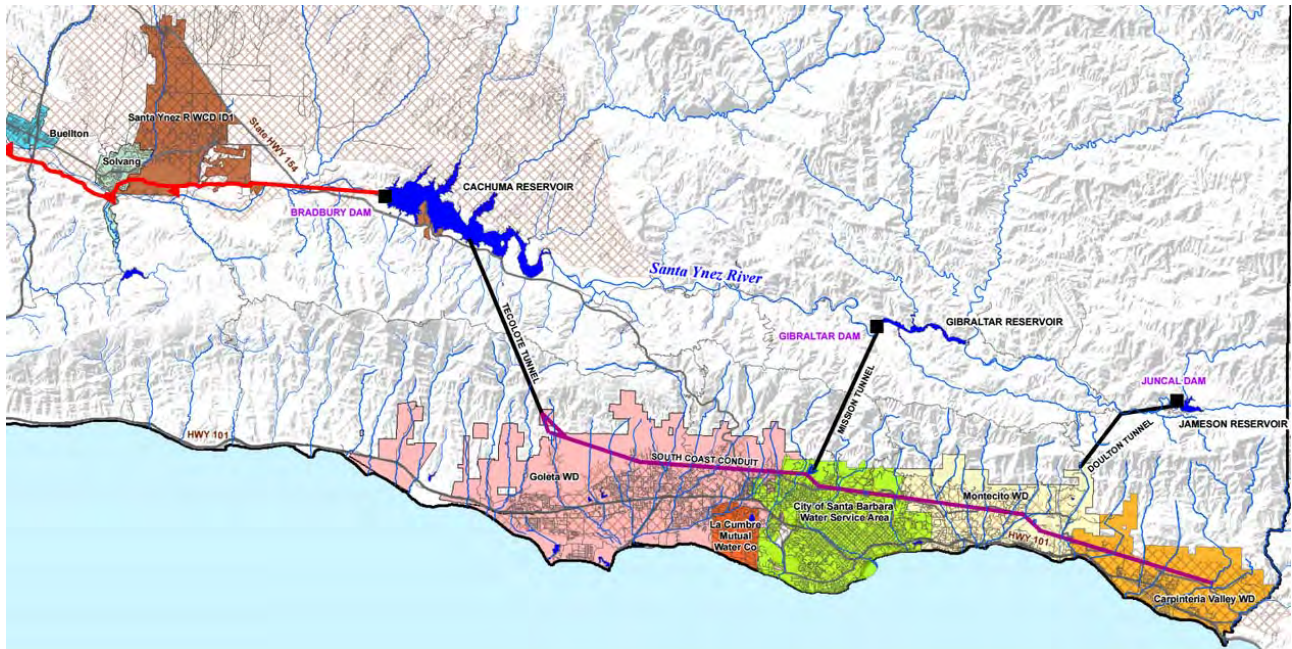 Buellton
Santa Ynez R WCD ID1
Solvang
State HWY 154
CACHUMA RESERVOIR
BRADBURY DAM
Santa Ynez River
TECOLOTE TUNNEL
GIBRALTAR RESERVOIR
GIBRALTAR DAM
MISSION TUNNEL
JUNCAL DAM
JAMESON RESERVOIR
DOULTON TUNNEL
HWY 101
SOUTH COAST CONDUIT
Goleta WD
La Cumbre
Mutual
Water Co
City of Santa Barbara
Water Service Area
Montecito WD
HWY 101
Carpinteria Valley WD